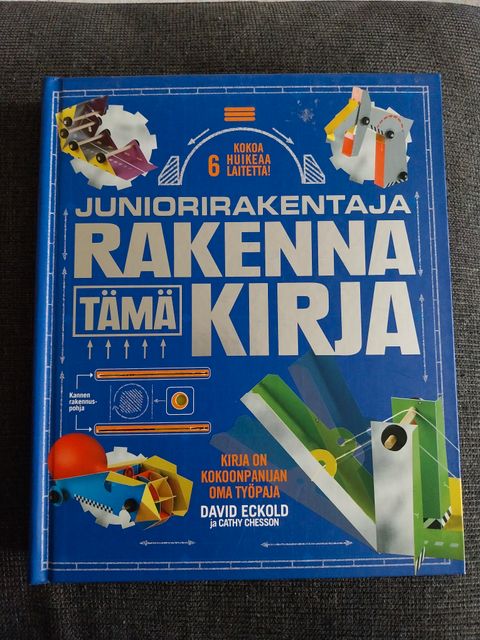 KOKOA
6 HUIKEAA
LAITETTA!
JUNIORIRAKENTAJA
RAKENNA
TÄMÄ KIRJA
Kannen
rakennus-
pohja
KIRJA ON
KOKOONPANIJAN
OMA TYÖPAJA
DAVID ECKOLD
ja CATHY CHESSON